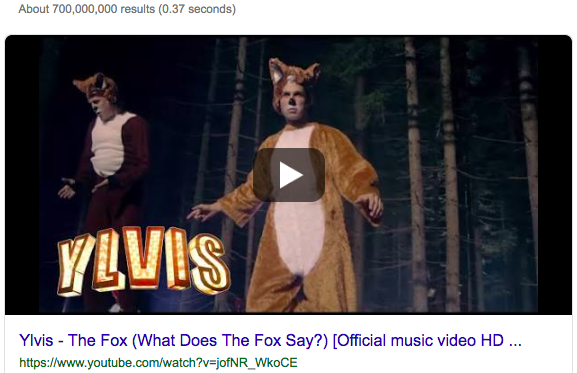 About 700,000,000 results (0.37 seconds)
YLVIS
Ylvis - The Fox (What Does The Fox Say?) [Official music video HD ...
https://www.youtube.com/watch?v=jofNR_WkoCE